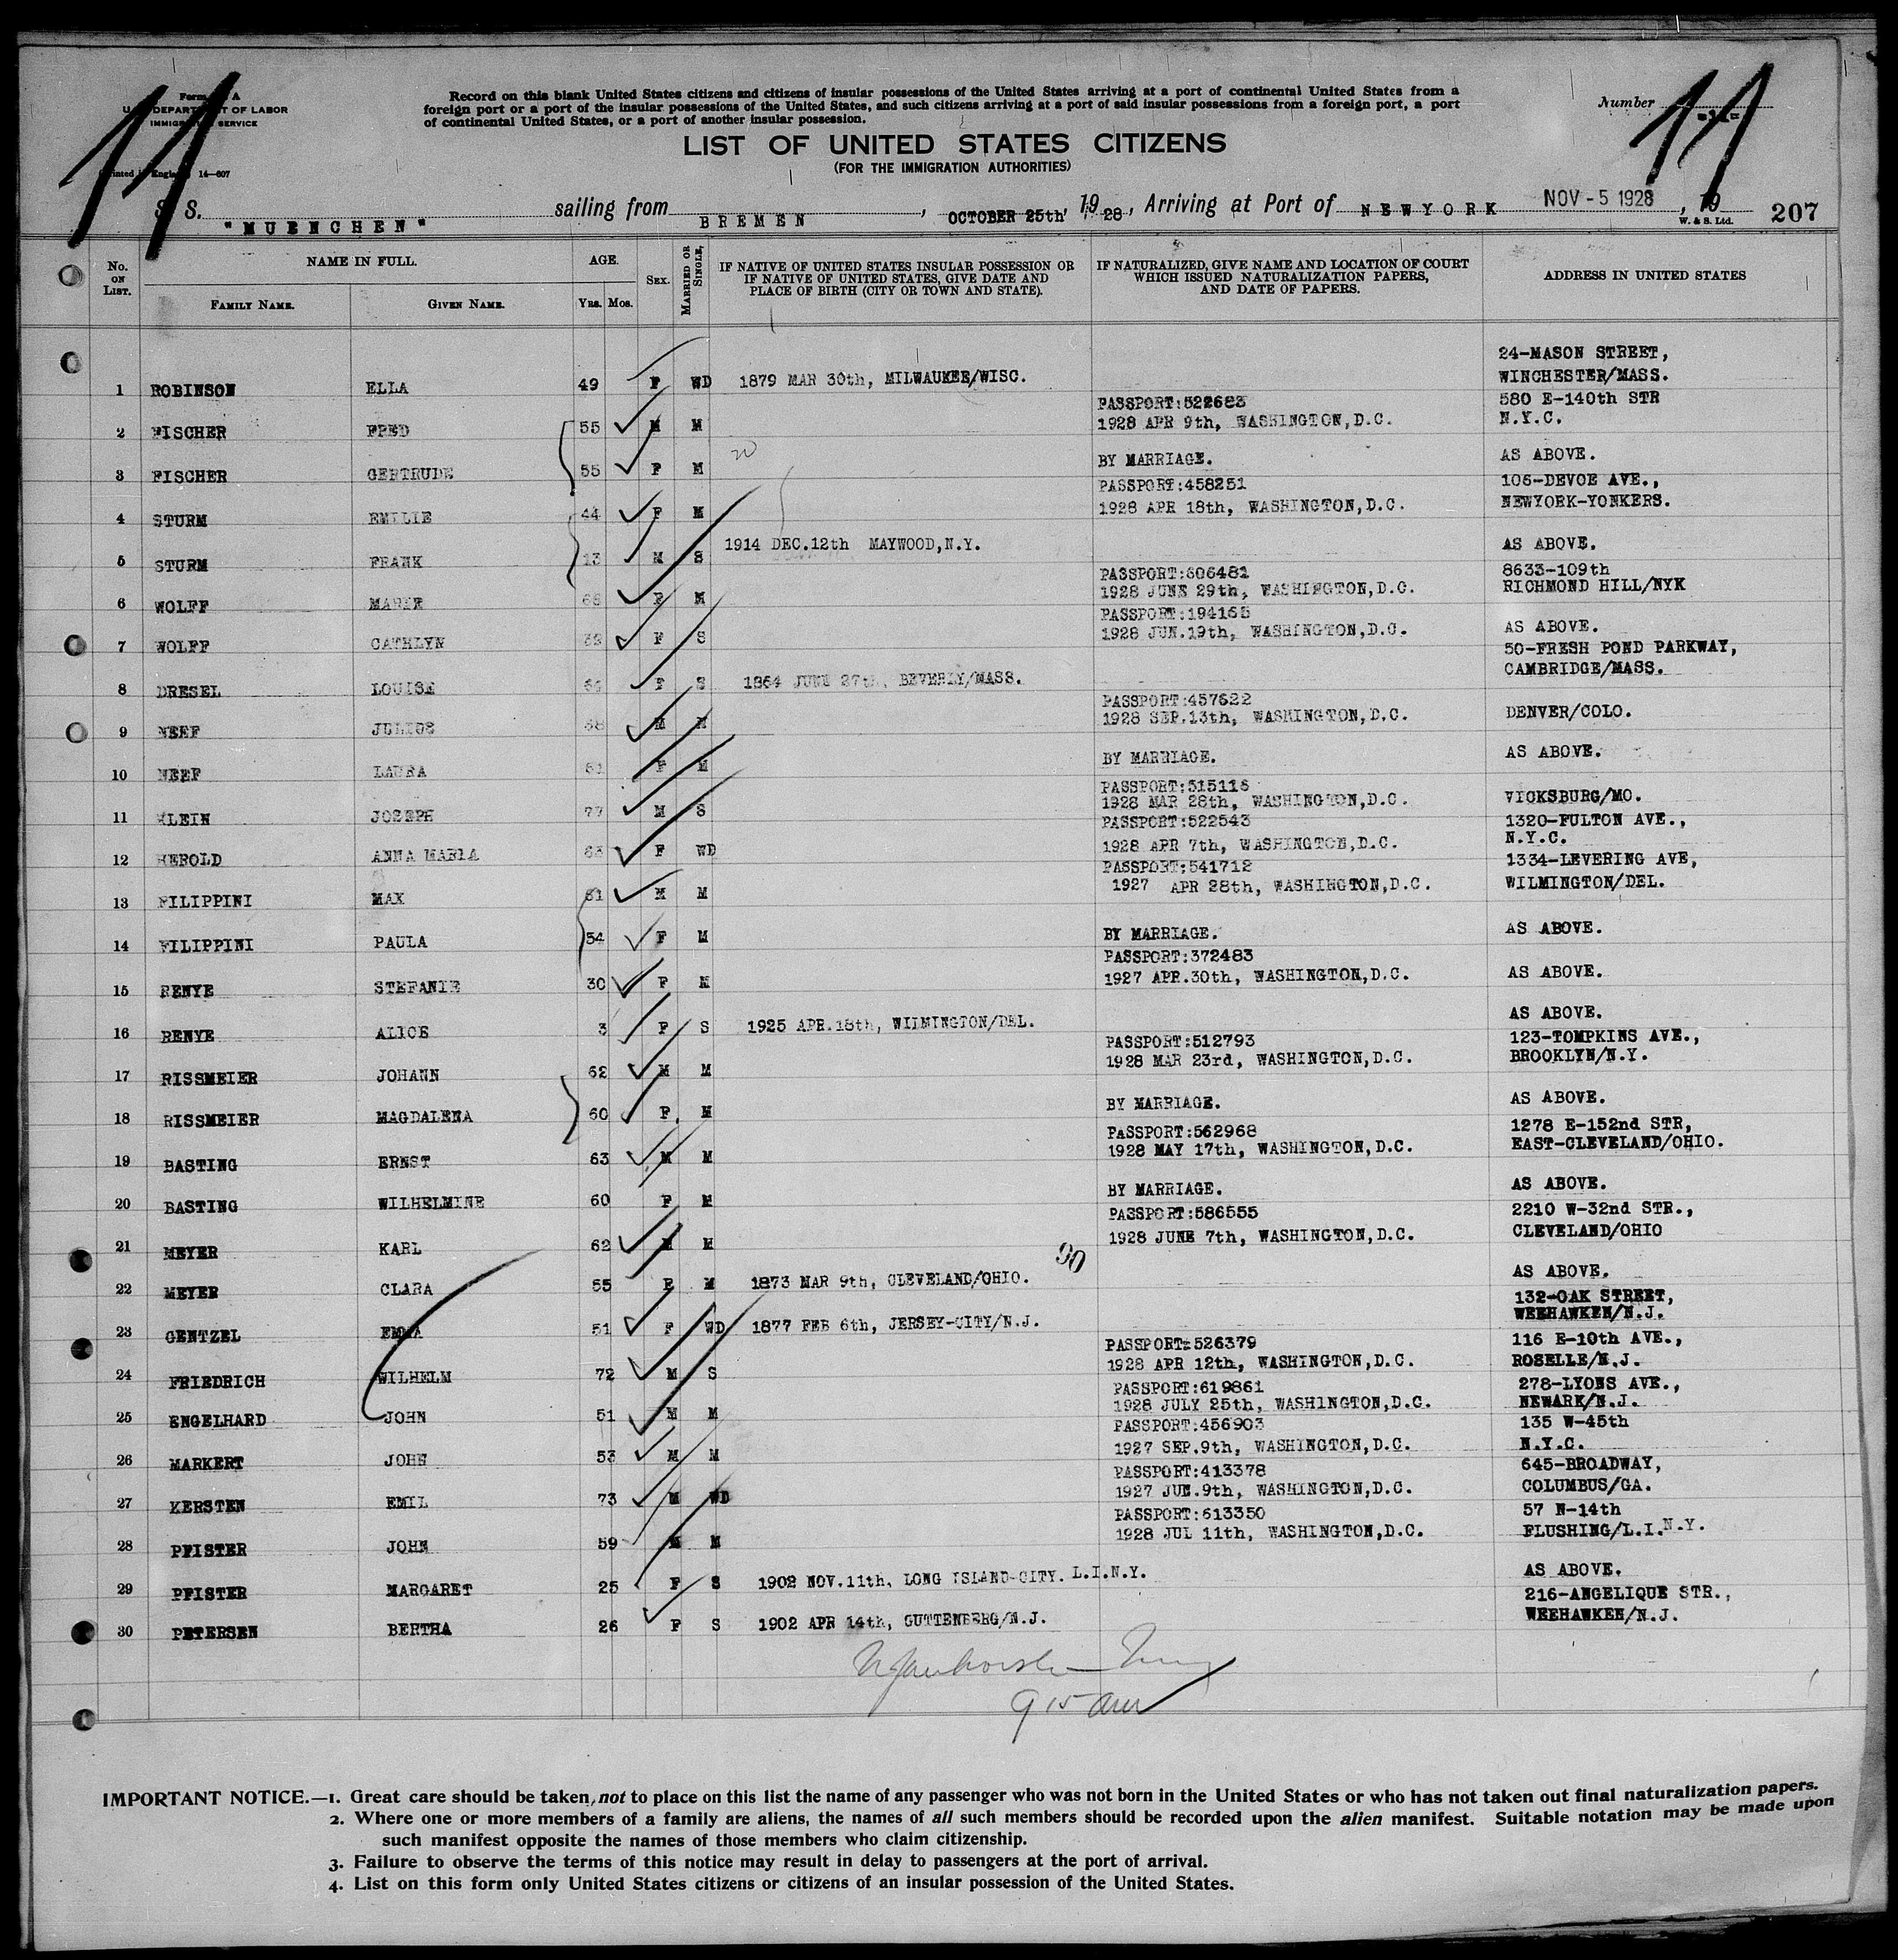 Form A
U. S. DEPARTMENT OF LABOR
IMMIGRATION SERVICE
Printed in England 14—607
11
Record on this blank United States citizens and citizens of insular possessions of the United States arriving at a port of continental United States from a
foreign port or a port of the insular possessions of the United States, and such citizens arriving at a port of said insular possessions from a foreign port, a port
of continental United States, or a port of another insular possession.
Number
11
LIST OF UNITED STATES CITIZENS
(FOR THE IMMIGRATION AUTHORITIES)
S. S. "MUENCHEN" sailing from BREMEN, OCTOBER 25th, 1928, Arriving at Port of NEWYORK NOV - 5 1928, 19
W. & S. Ltd.
207
No. ON LIST. NAME IN FULL. AGE. SEX. MARRIED OR SINGLE. IF NATIVE OF UNITED STATES INSULAR POSSESSION OR IF NATIVE OF UNITED STATES, GIVE DATE AND PLACE OF BIRTH (CITY OR TOWN AND STATE). IF NATURALIZED, GIVE NAME AND LOCATION OF COURT WHICH ISSUED NATURALIZATION PAPERS, AND DATE OF PAPERS. ADDRESS IN UNITED STATES
FAMILY NAME. GIVEN NAME. YRS. MOS.
24-MASON STREET,
1 ROBINSON ELLA 49 F WD 1879 MAR 30th, MILWAUKEE/WISC. WINCHESTER/MASS.
PASSPORT:522683 580 E-140th STR
2 FISCHER FRED 55 M M 1928 APR 9th, WASHINGTON,D.C. N.Y.C.
3 FISCHER GERTRUDE 55 F M BY MARRIAGE. AS ABOVE.
PASSPORT:458251 106-DEVOE AVE.,
4 STURM EMILIE 44 F M 1928 APR 18th, WASHINGTON,D.C. NEWYORK-YONKERS.
5 STURM FRANK 13 M S 1914 DEC.12th MAYWOOD,N.Y. AS ABOVE.
PASSPORT:606481 8633-109th
6 WOLFF MARIE F M 1928 JUNE 29th, WASHINGTON,D.C. RICHMOND HILL/NYK
PASSPORT:194165
7 WOLFF CATHLYN F S 1928 JUN.19th, WASHINGTON,D.C. AS ABOVE.
50-FRESH POND PARKWAY,
8 DRESEL LOUISE F S 1864 JUNE 27th, BEVERLY/MASS. CAMBRIDGE/MASS.
PASSPORT:457622
9 NEEF JULIUS 68 M M 1928 SEP.13th, WASHINGTON,D.C. DENVER/COLO.
10 NEEF LAURA 51 F M BY MARRIAGE. AS ABOVE.
PASSPORT:515116
11 KLEIN JOSEPH 77 M S 1928 MAR 28th, WASHINGTON,D.C. VICKSBURG/MO.
PASSPORT:522543 1320-FULTON AVE.,
12 HEROLD ANNA MARIA 63 F WD 1928 APR 7th, WASHINGTON,D.C. N.Y.C.
PASSPORT:541712 1334-LEVERING AVE,
13 FILIPPINI MAX 61 M M 1927 APR 28th, WASHINGTON,D.C. WILMINGTON/DEL.
14 FILIPPINI PAULA 54 F M BY MARRIAGE. AS ABOVE.
PASSPORT:372483
15 RENYE STEFANIE 30 F M 1927 APR.30th, WASHINGTON,D.C. AS ABOVE.
16 RENYE ALICE 3 F S 1925 APR.18th, WILMINGTON/DEL. AS ABOVE.
PASSPORT:512793 123-TOMPKINS AVE.,
17 RISSMEIER JOHANN 62 M M 1928 MAR 23rd, WASHINGTON,D.C. BROOKLYN/N.Y.
18 RISSMEIER MAGDALENA 60 F. M BY MARRIAGE. AS ABOVE.
PASSPORT:562968 1278 E-152nd STR,
19 BASTING ERNST 63 M M 1928 MAY 17th, WASHINGTON,D.C. EAST-CLEVELAND/OHIO.
20 BASTING WILHELMINE 60 F M BY MARRIAGE. AS ABOVE.
PASSPORT:586555 2210 W-32nd STR.,
21 MEYER KARL 62 M M 1928 JUNE 7th, WASHINGTON,D.C. CLEVELAND/OHIO
90
22 MEYER CLARA 55 F M 1873 MAR 9th, CLEVELAND/OHIO. AS ABOVE.
132-OAK STREET,
23 GENTZEL EMMA 51 F WD 1877 FEB 6th, JERSEY-CITY/N.J. WEEHAWKEN/N.J.
PASSPORT:526379 116 E-10th AVE.,
24 FRIEDRICH WILHELM 72 M S 1928 APR 12th, WASHINGTON,D.C. ROSELLE/N.J.
PASSPORT:619861 278-LYONS AVE.,
25 ENGELHARD JOHN 51 M M 1928 JULY 25th, WASHINGTON,D.C. NEWARK/N.J.
PASSPORT:456903 135 W-45th
26 MARKERT JOHN 53 M M 1927 SEP.9th, WASHINGTON,D.C. N.Y.C.
PASSPORT:413378 645-BROADWAY,
27 KERSTEN EMIL 73 M WD 1927 JUN.9th, WASHINGTON,D.C. COLUMBUS/GA.
PASSPORT:613350 57 N-14th
28 PFISTER JOHN 59 M M 1928 JUL 11th, WASHINGTON,D.C. FLUSHING/L.I.N.Y.
29 PFISTER MARGARET 25 F S 1902 NOV.11th, LONG ISLAND-CITY. L.I.N.Y. AS ABOVE.
216-ANGELIQUE STR.,
30 PETERSEN BERTHA 26 F S 1902 APR 14th, GUTTENBERG/N.J. WEEHAWKEN/N.J.
9 15 am
IMPORTANT NOTICE.—1. Great care should be taken, not to place on this list the name of any passenger who was not born in the United States or who has not taken out final naturalization papers.
2. Where one or more members of a family are aliens, the names of all such members should be recorded upon the alien manifest. Suitable notation may be made upon
such manifest opposite the names of those members who claim citizenship.
3. Failure to observe the terms of this notice may result in delay to passengers at the port of arrival.
4. List on this form only United States citizens or citizens of an insular possession of the United States.